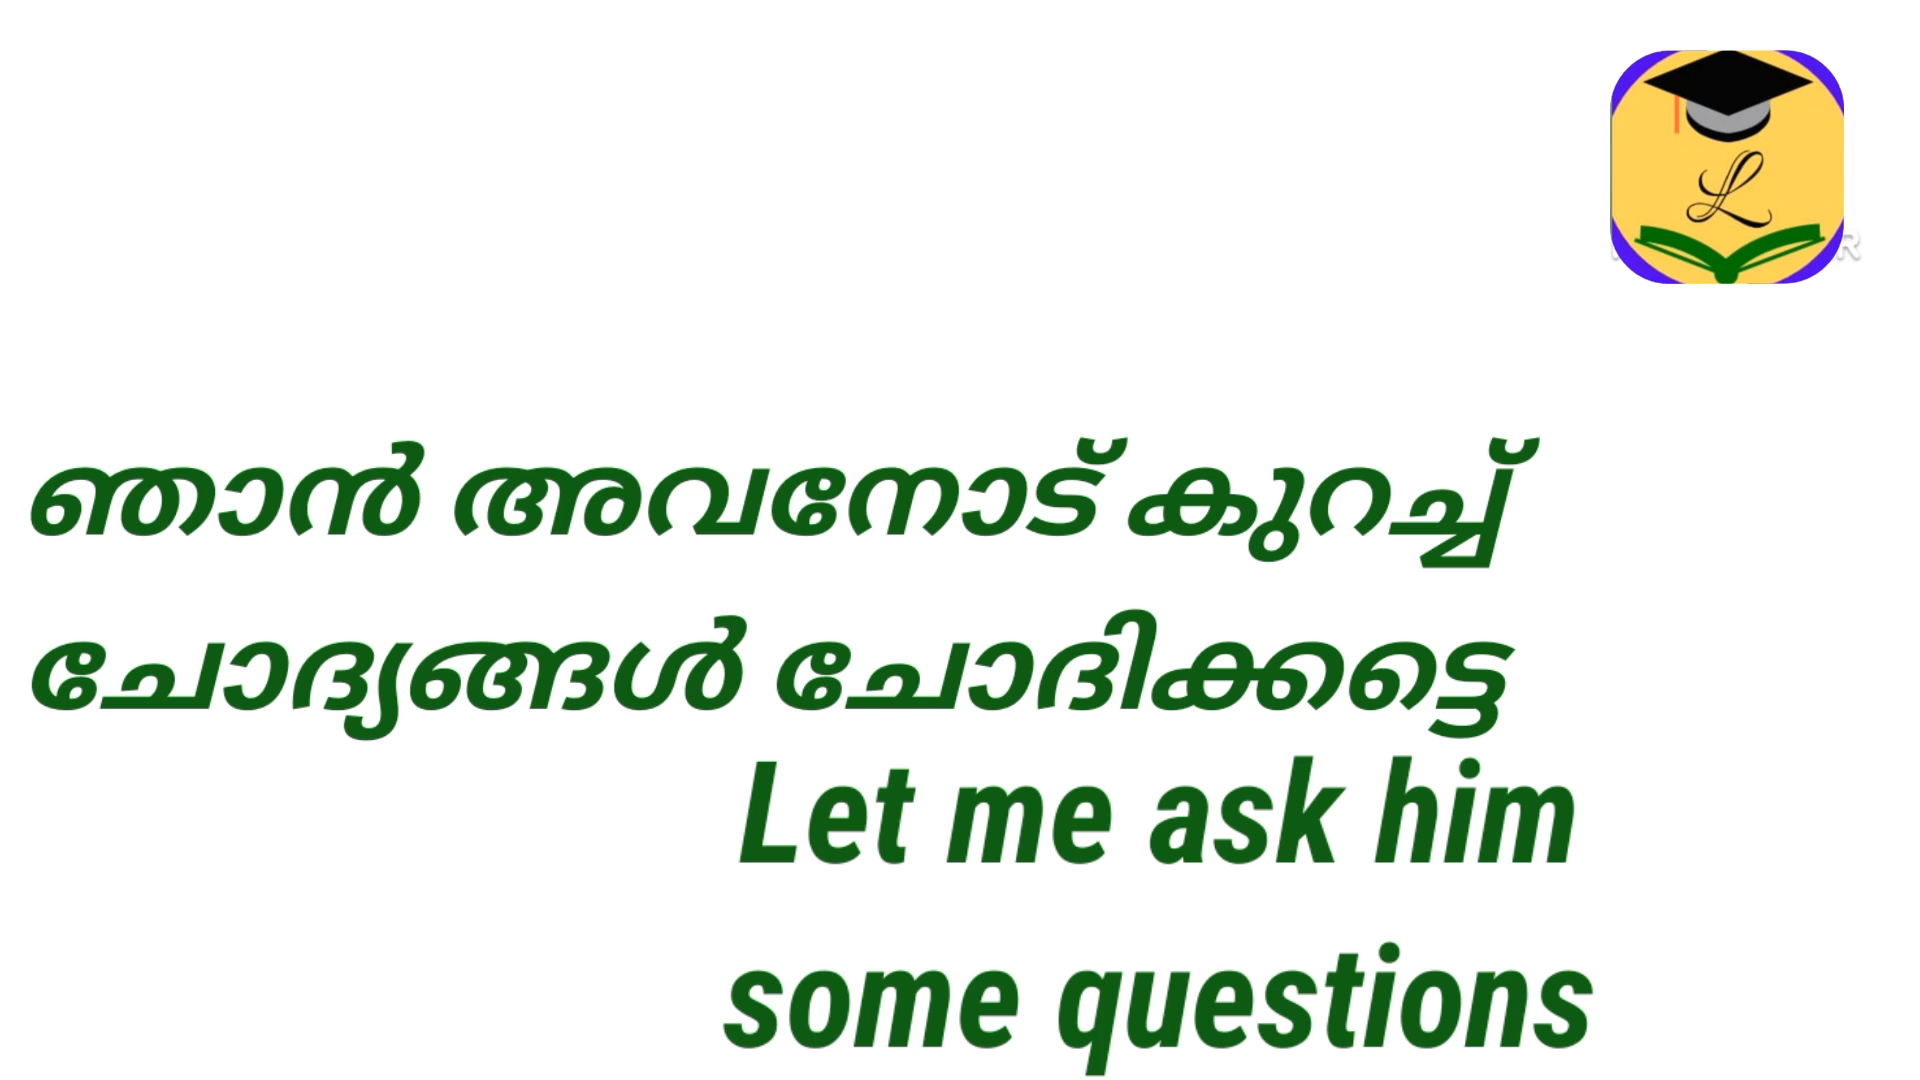 L
R
ഞാൻ അവനോട് കുറച്ച്
ചോദ്യങ്ങൾ ചോദിക്കട്ടെ
Let me ask him
some questions